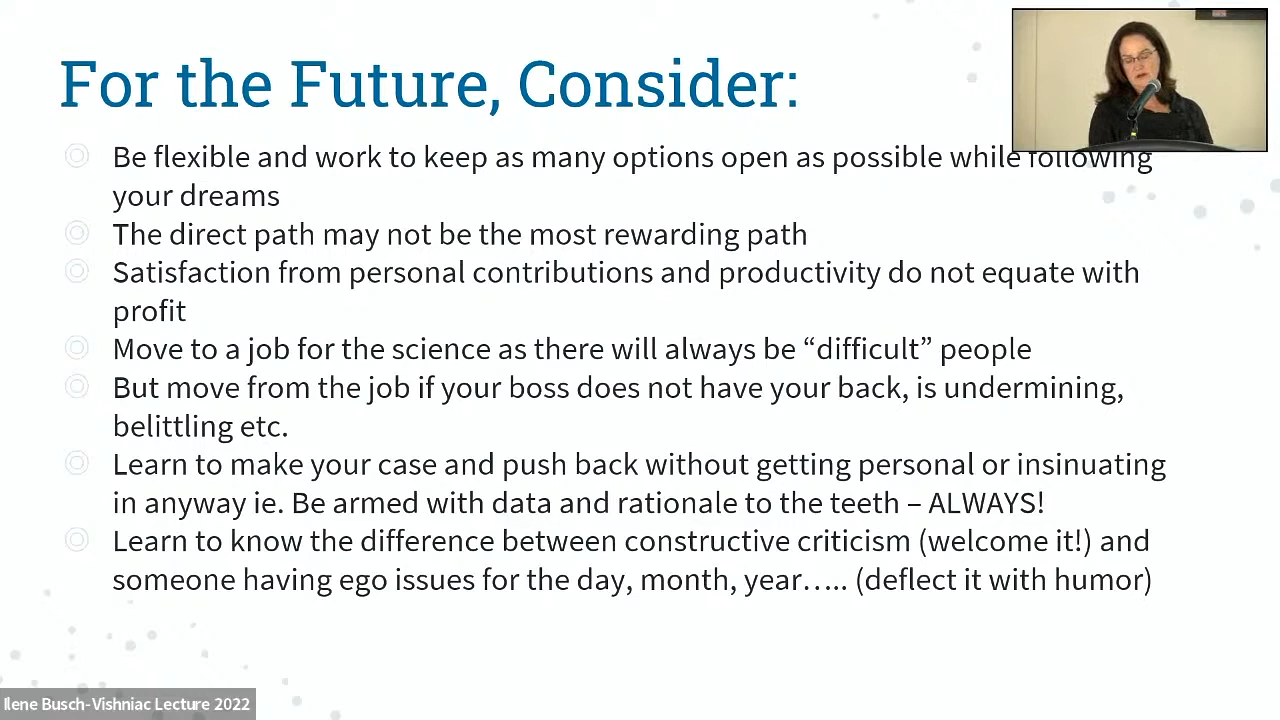 For the Future, Consider:
Be flexible and work to keep as many options open as possible while following
your dreams
The direct path may not be the most rewarding path
Satisfaction from personal contributions and productivity do not equate with
profit
Move to a job for the science as there will always be “difficult” people
But move from the job if your boss does not have your back, is undermining,
belittling etc.
Learn to make your case and push back without getting personal or insinuating
in anyway ie. Be armed with data and rationale to the teeth – ALWAYS!
Learn to know the difference between constructive criticism (welcome it!) and
someone having ego issues for the day, month, year….. (deflect it with humor)
Ilene Busch-Vishniac Lecture 2022